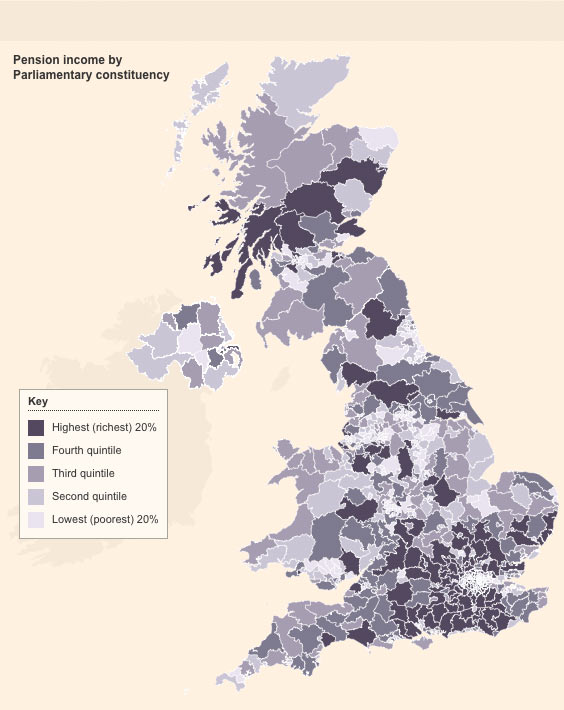 Pension income by
Parliamentary constituency
Key
Highest (richest) 20%
Fourth quintile
Third quintile
Second quintile
Lowest (poorest) 20%